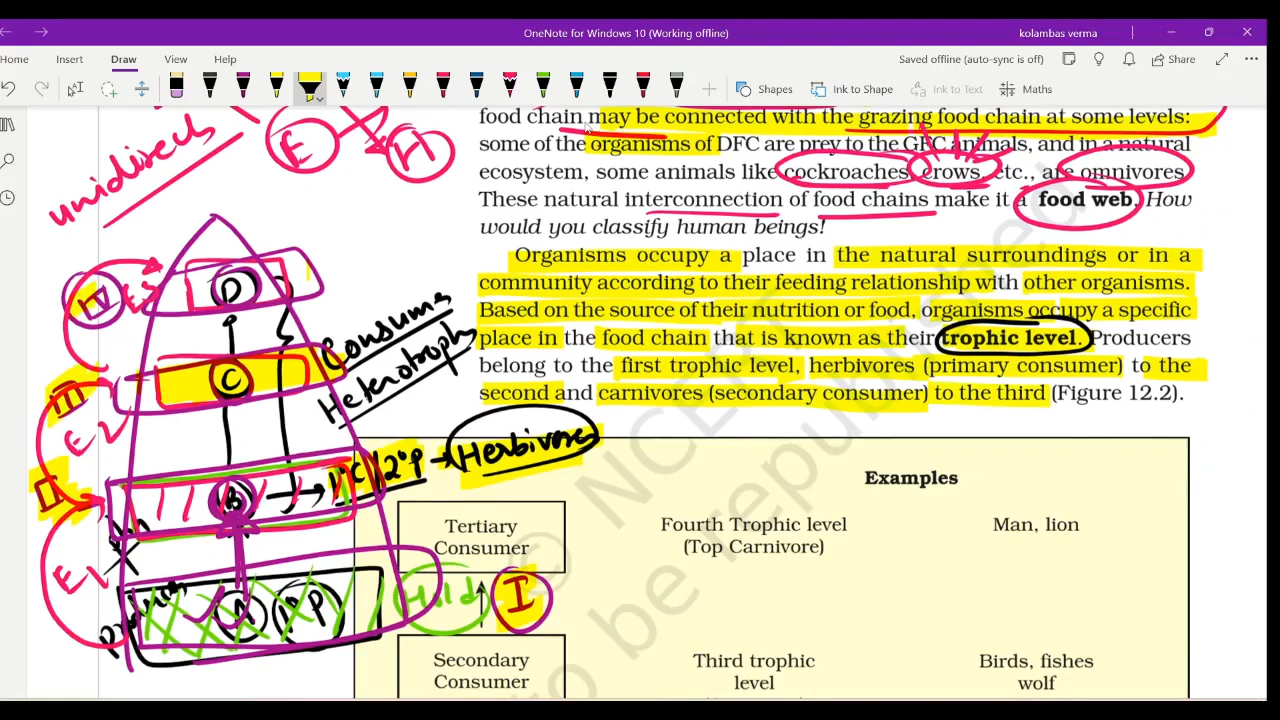 OneNote for Windows 10 (Working offline)
kolambas verma
Home Insert Draw View Help
Saved offline (auto-sync is off)
Share
Shapes
Ink to Shape
Ink to Text
Maths
food chain may be connected with the grazing food chain at some levels:
some of the organisms of DFC are prey to the GFC animals, and in a natural
ecosystem, some animals like cockroaches, crows, etc., are omnivores
These natural interconnection of food chains make it a food web. How
would you classify human beings!
Organisms occupy a place in the natural surroundings or in a
community according to their feeding relationship with other organisms.
Based on the source of their nutrition or food, organisms occupy a specific
place in the food chain that is known as their trophic level. Producers
belong to the first trophic level, herbivores (primary consumer) to the
second and carnivores (secondary consumer) to the third (Figure 12.2).
E
H
IV
E3
D
Consums
Heterotroph
III
C
E2
II
B
1°C/2°P → Herbivores
E1
A
1°P
I
Examples
Tertiary
Consumer
Fourth Trophic level
(Top Carnivore)
Man, lion
Secondary
Consumer
Third trophic
level
Birds, fishes
wolf
© NCERT
to be republish